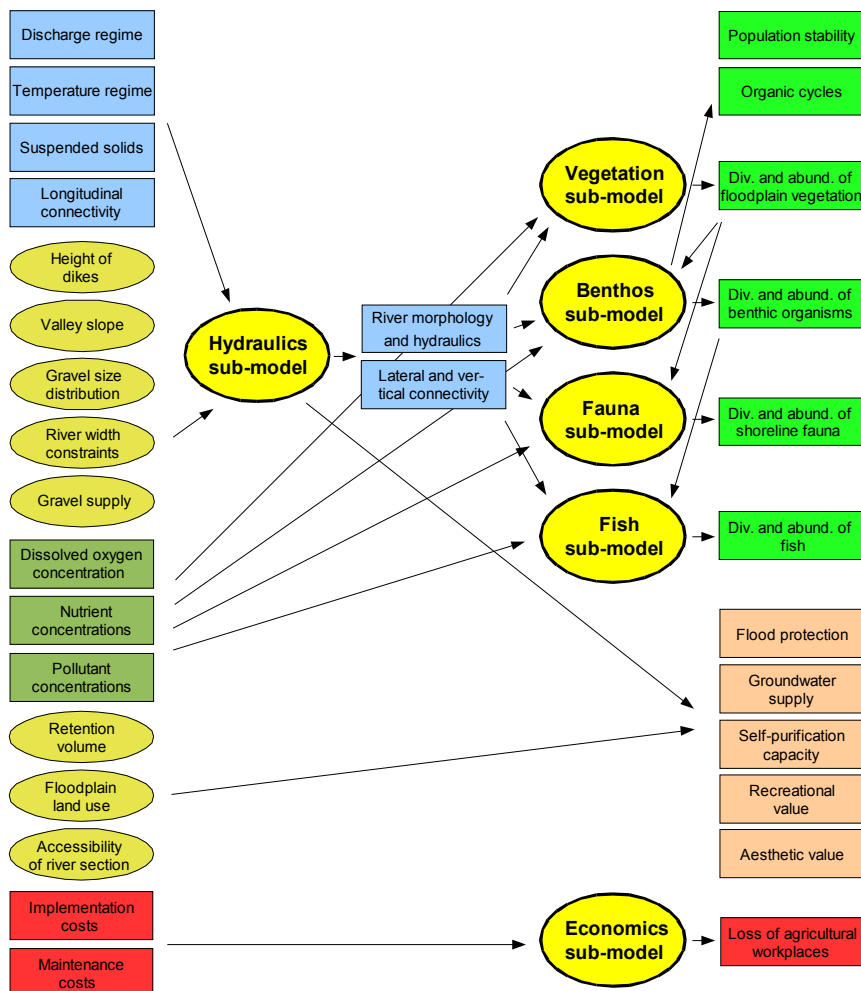 Discharge regime
Temperature regime
Suspended solids
Longitudinal
connectivity
Height of
dikes
Valley slope
Gravel size
distribution
River width
constraints
Gravel supply
Dissolved oxygen
concentration
Nutrient
concentrations
Pollutant
concentrations
Retention
volume
Floodplain
land use
Accessibility
of river section
Implementation
costs
Maintenance
costs
Hydraulics
sub-model
River morphology
and hydraulics
Lateral and ver-
tical connectivity
Vegetation
sub-model
Benthos
sub-model
Fauna
sub-model
Fish
sub-model
Economics
sub-model
Population stability
Organic cycles
Div. and abund. of
floodplain vegetation
Div. and abund. of
benthic organisms
Div. and abund. of
shoreline fauna
Div. and abund. of
fish
Flood protection
Groundwater
supply
Self-purification
capacity
Recreational
value
Aesthetic value
Loss of agricultural
workplaces